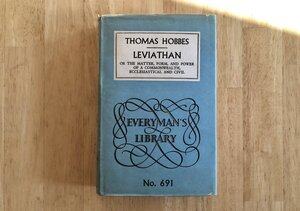 THOMAS HOBBES
LEVIATHAN
OR THE MATTER, FORM, AND POWER
OF A COMMONWEALTH,
ECCLESIASTICAL AND CIVIL
EVERYMAN'S
LIBRARY
No. 691